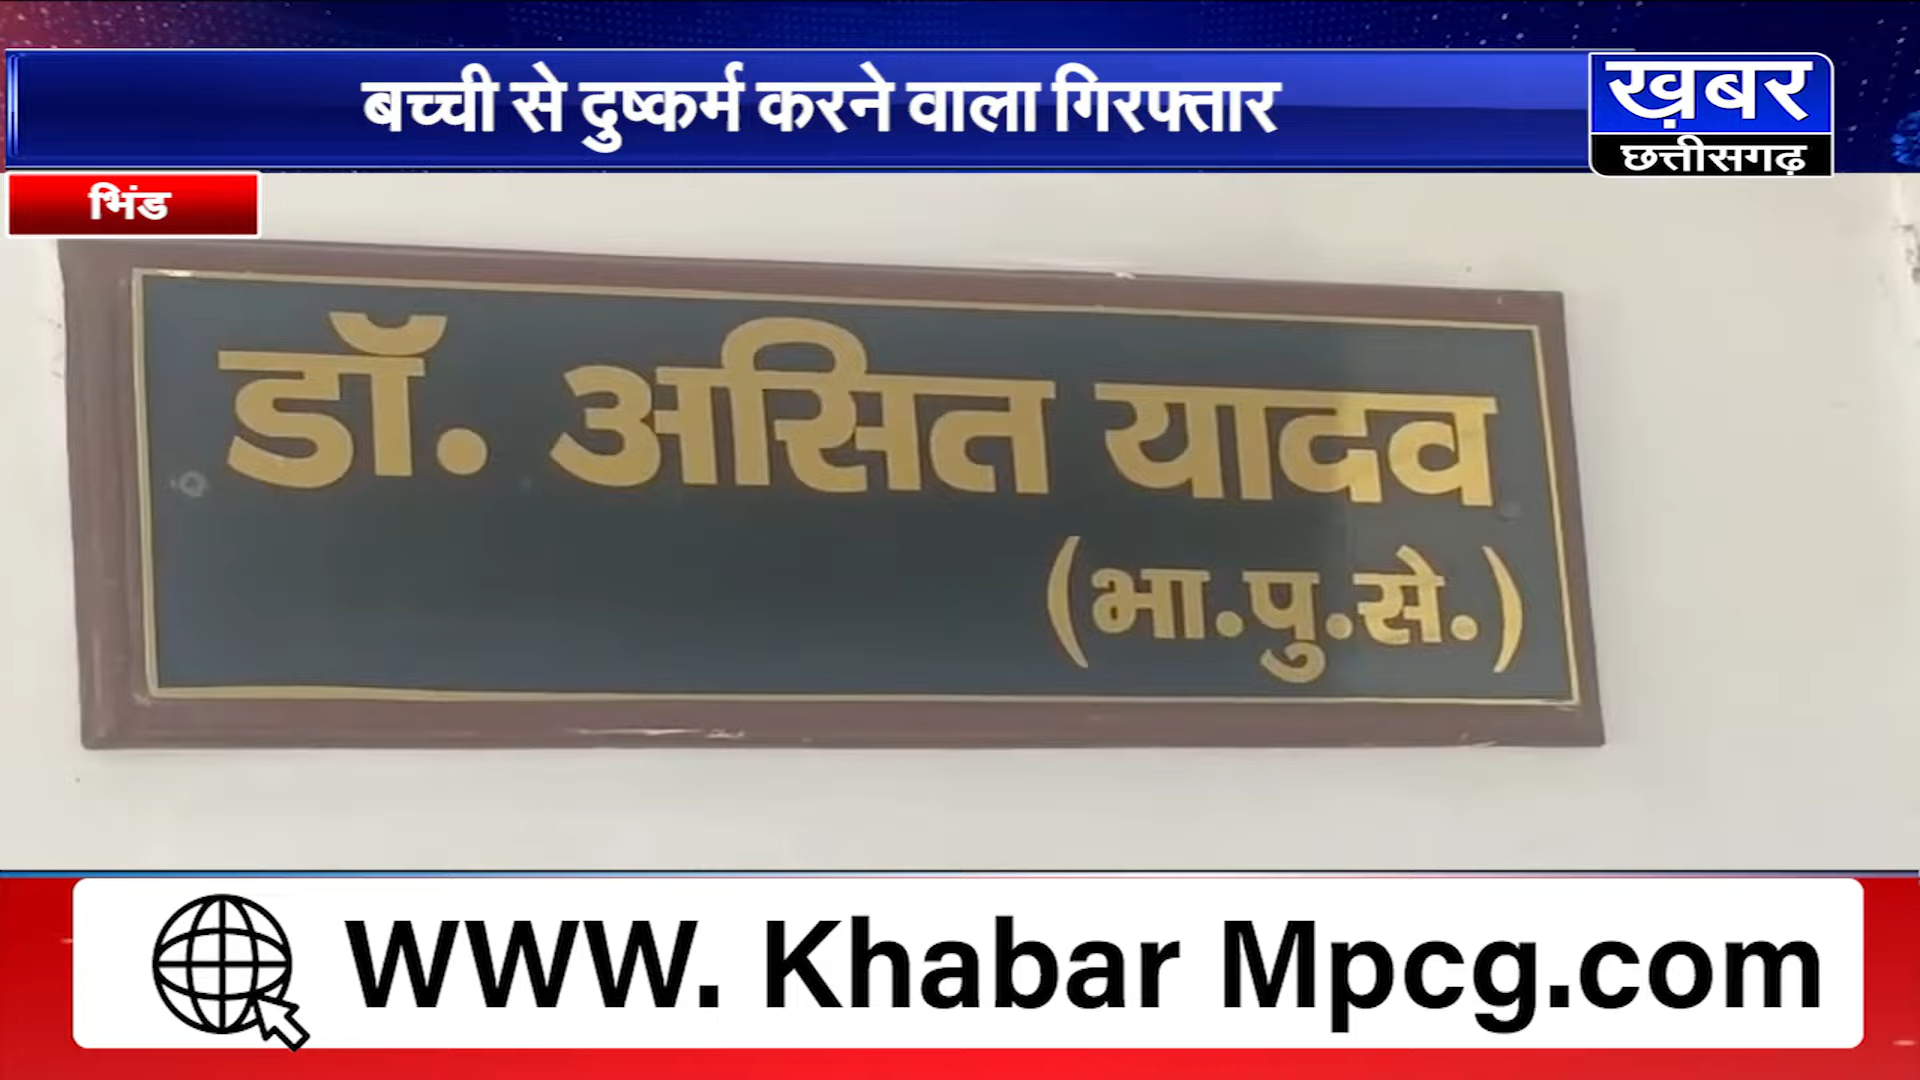 बच्ची से दुष्कर्म करने वाला गिरफ्तार
ख़बर
छत्तीसगढ़
भिंड
डॉ. असित यादव
(भा.पु.से.)
WWW. Khabar Mpcg.com